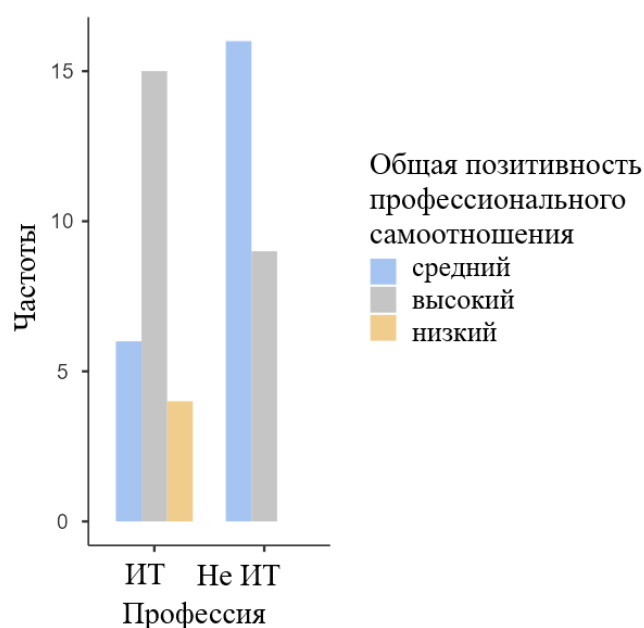 15
10
5
0
Частоты
ИТ
Не ИТ
Профессия
Общая позитивность
профессионального
самоотношения
средний
высокий
низкий